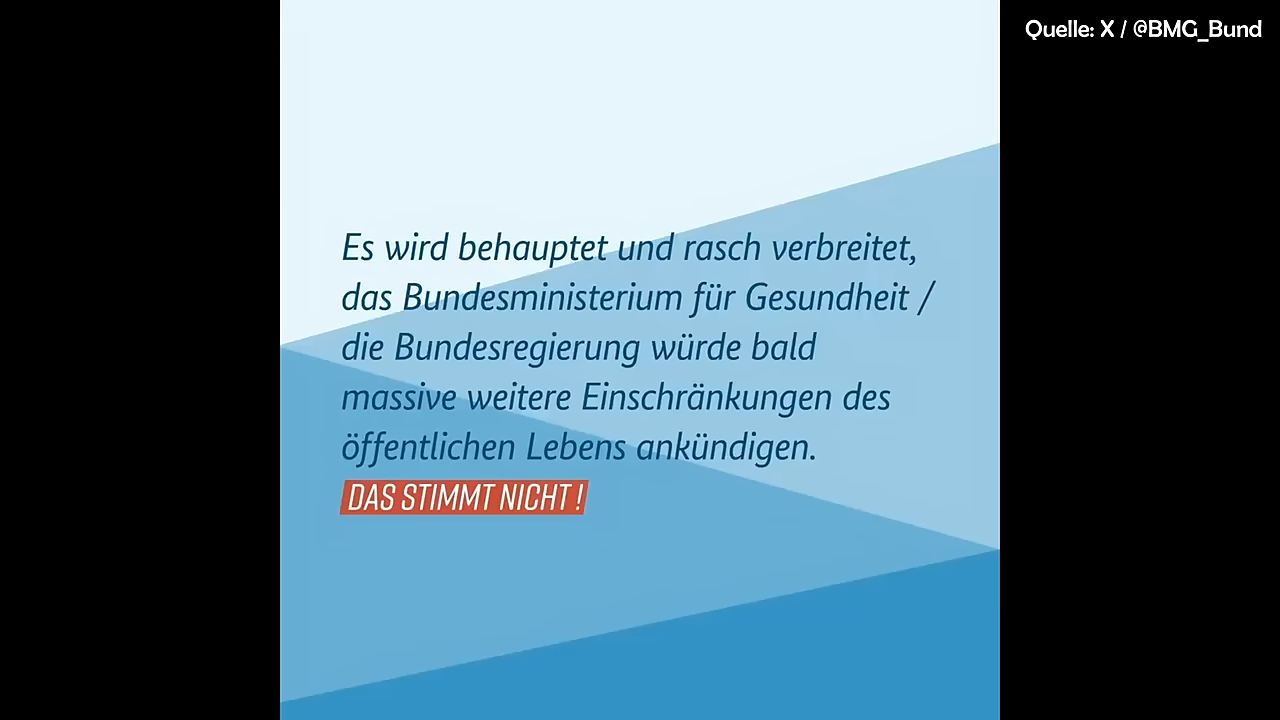 Quelle: X / @BMG_Bund
Es wird behauptet und rasch verbreitet,
das Bundesministerium für Gesundheit /
die Bundesregierung würde bald
massive weitere Einschränkungen des
öffentlichen Lebens ankündigen.
DAS STIMMT NICHT !